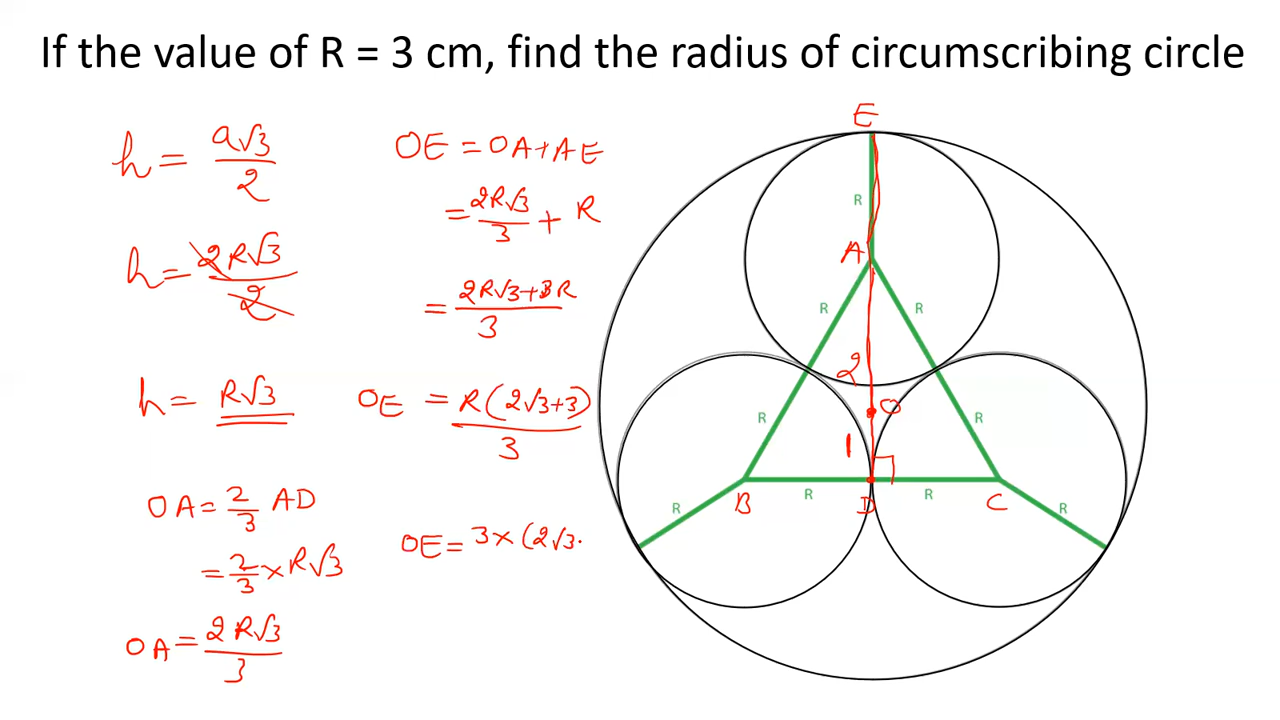 If the value of R = 3 cm, find the radius of circumscribing circle
h = a√3/2
h = 2R√3/2
h = R√3
OA = 2/3 AD
= 2/3 × R√3
OA = 2R√3/3
OE = OA + AE
= 2R√3/3 + R
= 2R√3+3R/3
OE = R(2√3+3)/3
OE = 3×(2√3
E
R
A
R
R
2
O
R
R
1
B
R
D
R
C
R
R